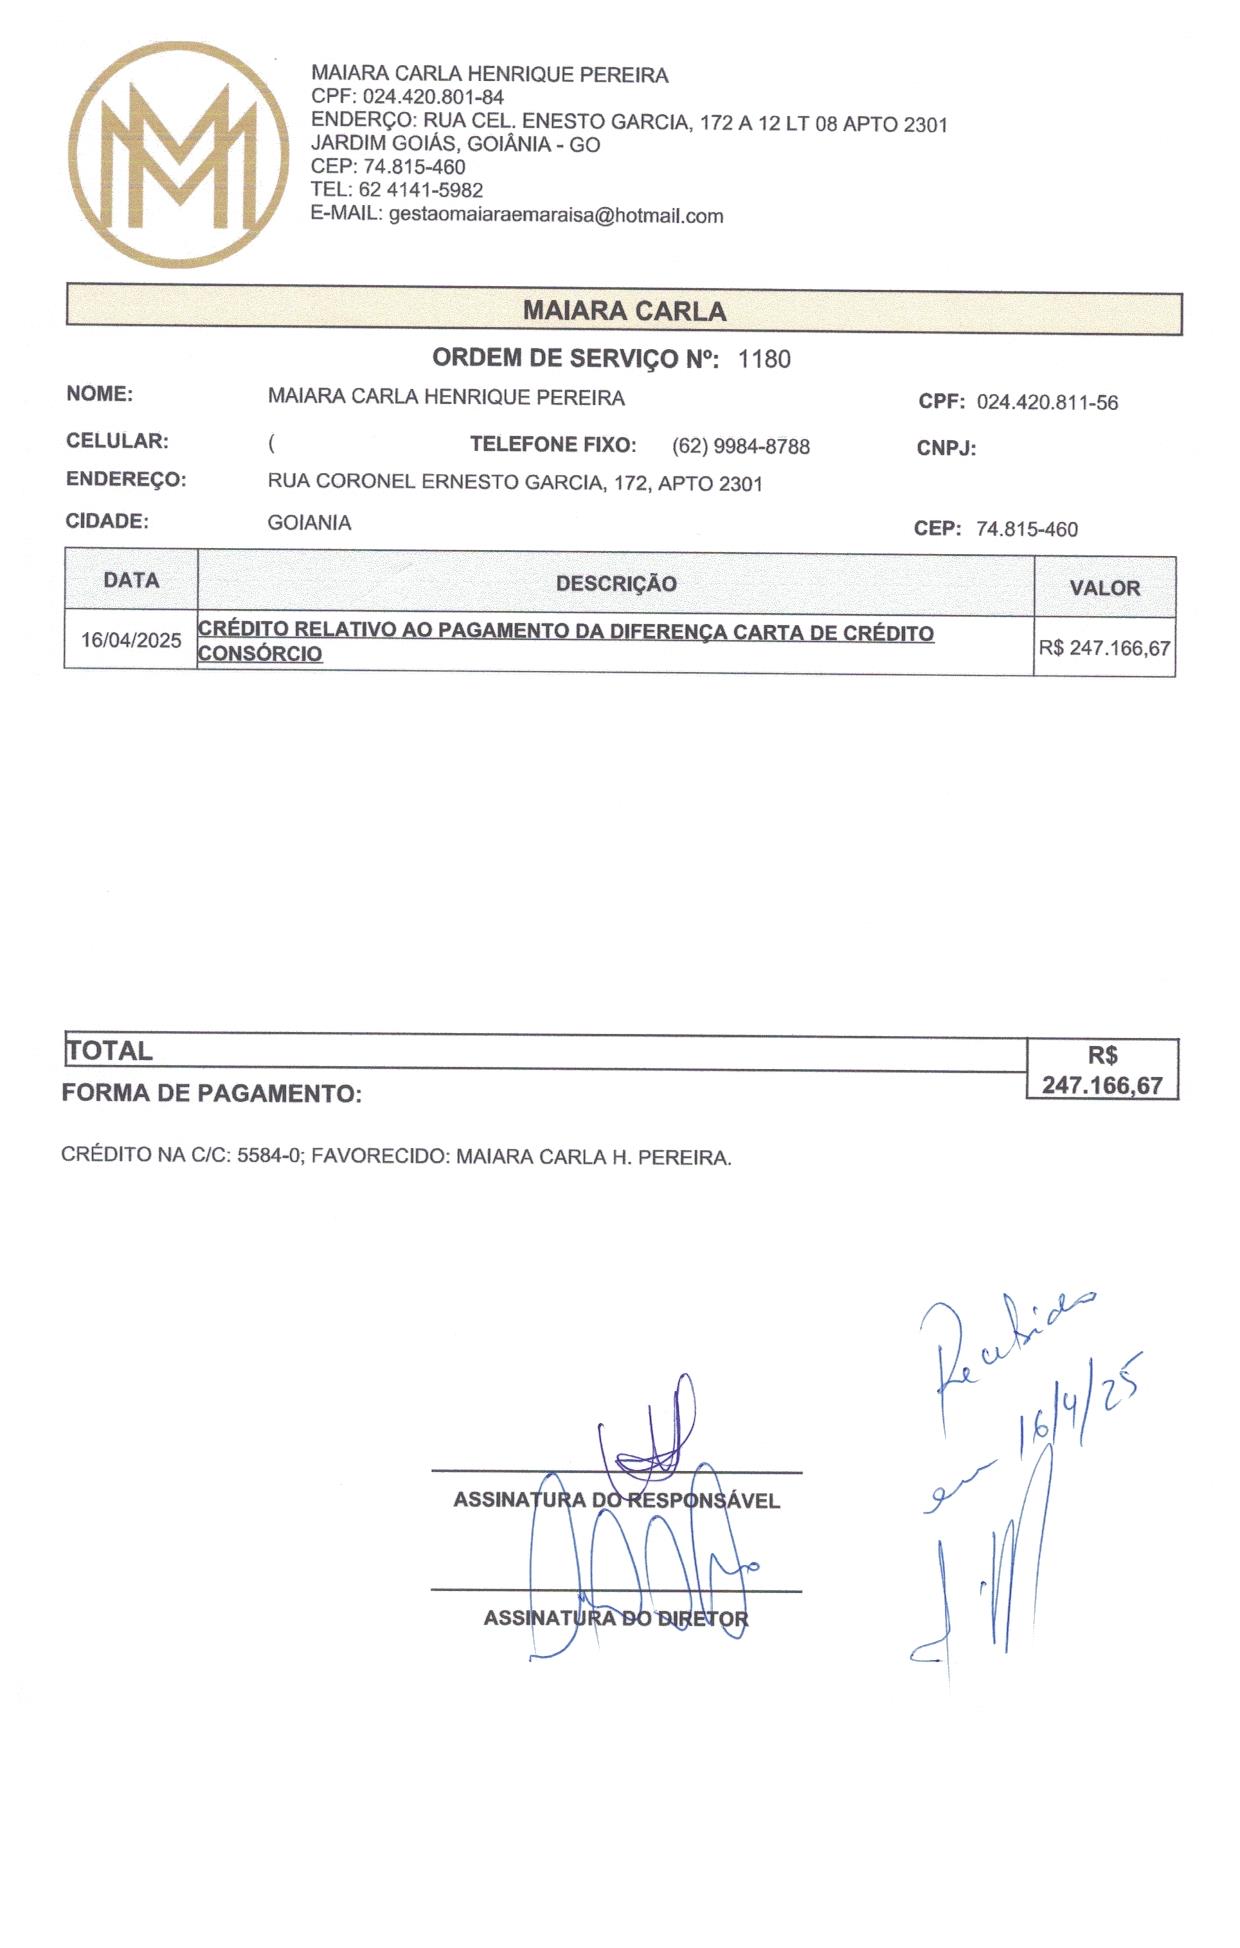 MM
MAIARA CARLA HENRIQUE PEREIRA
CPF: 024.420.801-84
ENDERÇO: RUA CEL. ENESTO GARCIA, 172 A 12 LT 08 APTO 2301
JARDIM GOIÁS, GOIÂNIA - GO
CEP: 74.815-460
TEL: 62 4141-5982
E-MAIL: gestaomaiaraemaraisa@hotmail.com
MAIARA CARLA
ORDEM DE SERVIÇO Nº: 1180
NOME: MAIARA CARLA HENRIQUE PEREIRA CPF: 024.420.811-56
CELULAR: ( TELEFONE FIXO: (62) 9984-8788 CNPJ:
ENDEREÇO: RUA CORONEL ERNESTO GARCIA, 172, APTO 2301
CIDADE: GOIANIA CEP: 74.815-460
DATA DESCRIÇÃO VALOR
16/04/2025 CRÉDITO RELATIVO AO PAGAMENTO DA DIFERENÇA CARTA DE CRÉDITO CONSÓRCIO R$ 247.166,67
TOTAL R$ 247.166,67
FORMA DE PAGAMENTO:
CRÉDITO NA C/C: 5584-0; FAVORECIDO: MAIARA CARLA H. PEREIRA.
Recebido
em 16/4/25
ASSINATURA DO RESPONSÁVEL
ASSINATURA DO DIRETOR